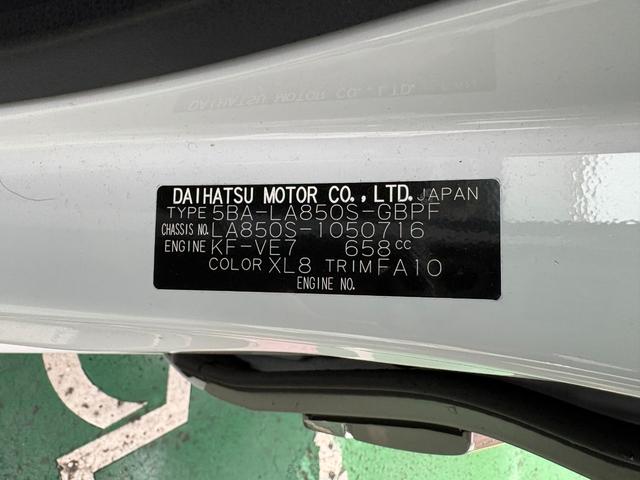 DAIHATSU MOTOR CO., LTD. JAPAN
TYPE 5BA-LA850S-GBPF
CHASSIS NO. LA850S-1050716
ENGINE KF-VE7 658cc
COLOR XL8 TRIM FA10
ENGINE NO.